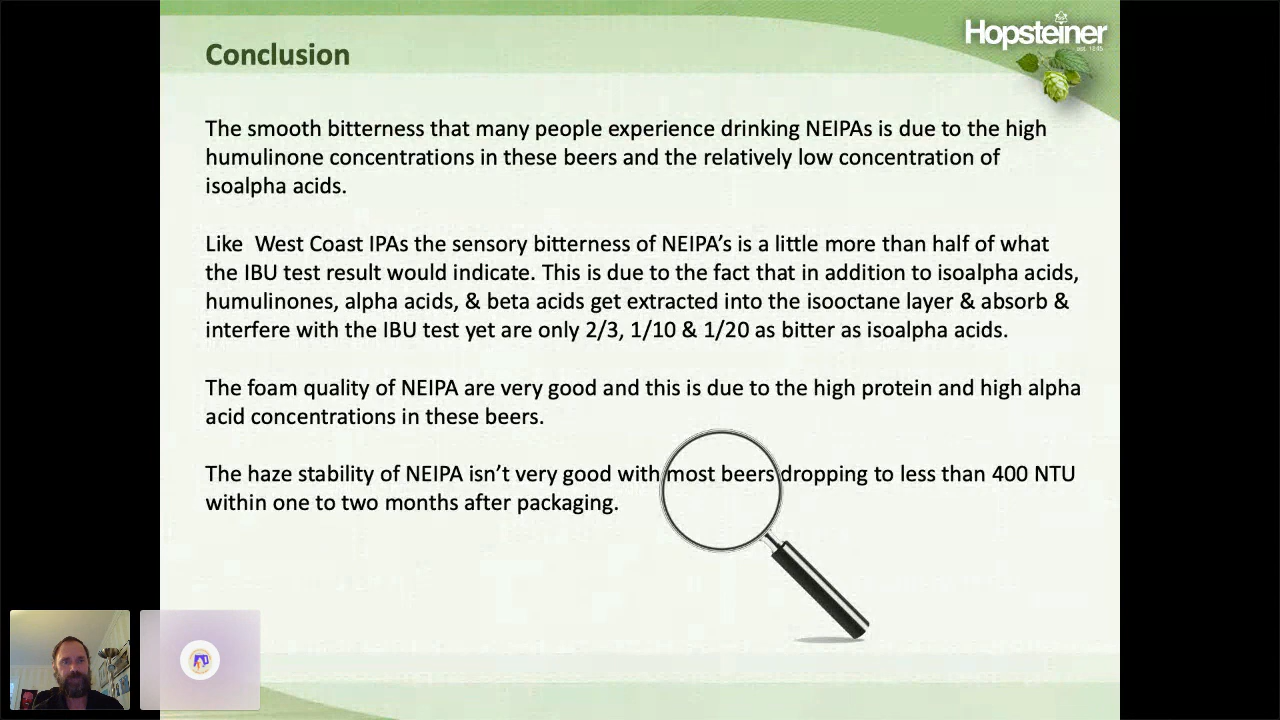 Hopsteiner
est. 1845
Conclusion
The smooth bitterness that many people experience drinking NEIPAs is due to the high
humulinone concentrations in these beers and the relatively low concentration of
isoalpha acids.
Like  West Coast IPAs the sensory bitterness of NEIPA’s is a little more than half of what
the IBU test result would indicate. This is due to the fact that in addition to isoalpha acids,
humulinones, alpha acids, & beta acids get extracted into the isooctane layer & absorb &
interfere with the IBU test yet are only 2/3, 1/10 & 1/20 as bitter as isoalpha acids.
The foam quality of NEIPA are very good and this is due to the high protein and high alpha
acid concentrations in these beers.
The haze stability of NEIPA isn’t very good with most beers dropping to less than 400 NTU
within one to two months after packaging.